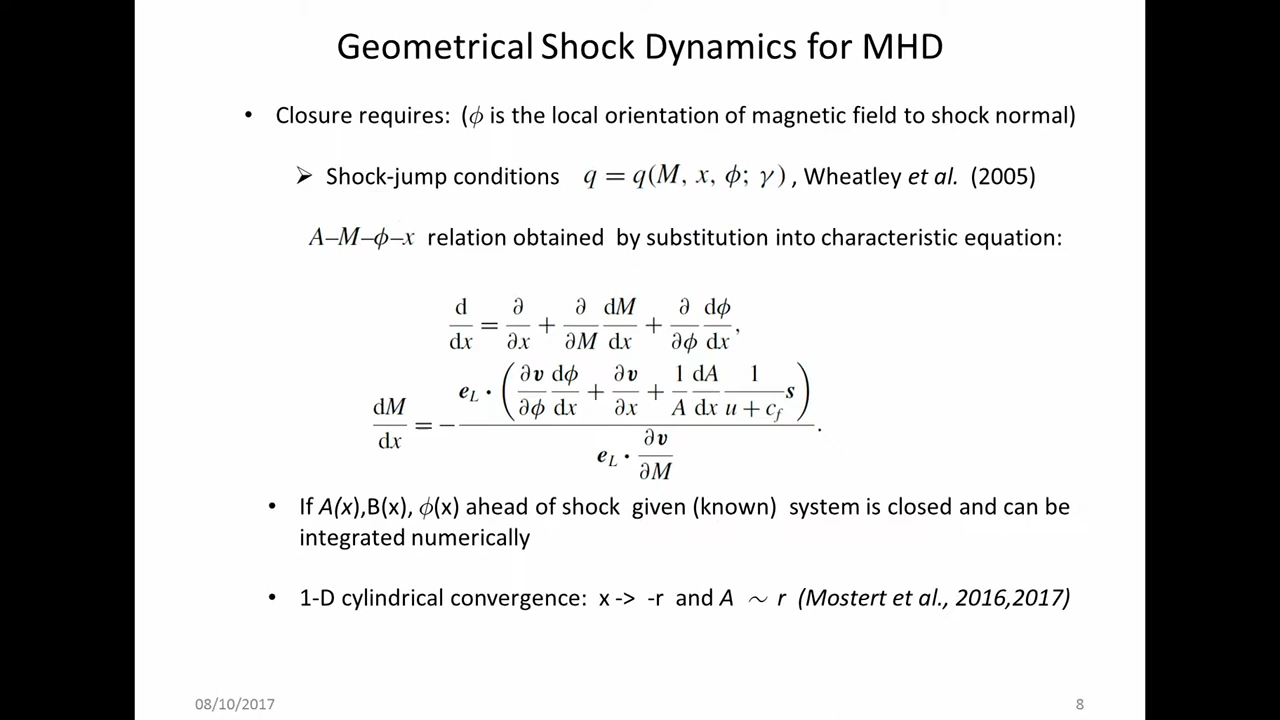 Geometrical Shock Dynamics for MHD
• Closure requires: (ϕ is the local orientation of magnetic field to shock normal)
➢ Shock-jump conditions q = q(M, x, ϕ; γ) , Wheatley et al. (2005)
A–M–ϕ–x relation obtained by substitution into characteristic equation:
d/dx = ∂/∂x + ∂/∂M dM/dx + ∂/∂ϕ dϕ/dx,
dM/dx = − e_L · (∂v/∂ϕ dϕ/dx + ∂v/∂x + 1/A dA/dx 1/(u + c_f) s) / (e_L · ∂v/∂M).
• If A(x),B(x), ϕ(x) ahead of shock given (known) system is closed and can be
integrated numerically
• 1-D cylindrical convergence: x -> -r and A ∼ r (Mostert et al., 2016,2017)
08/10/2017
8